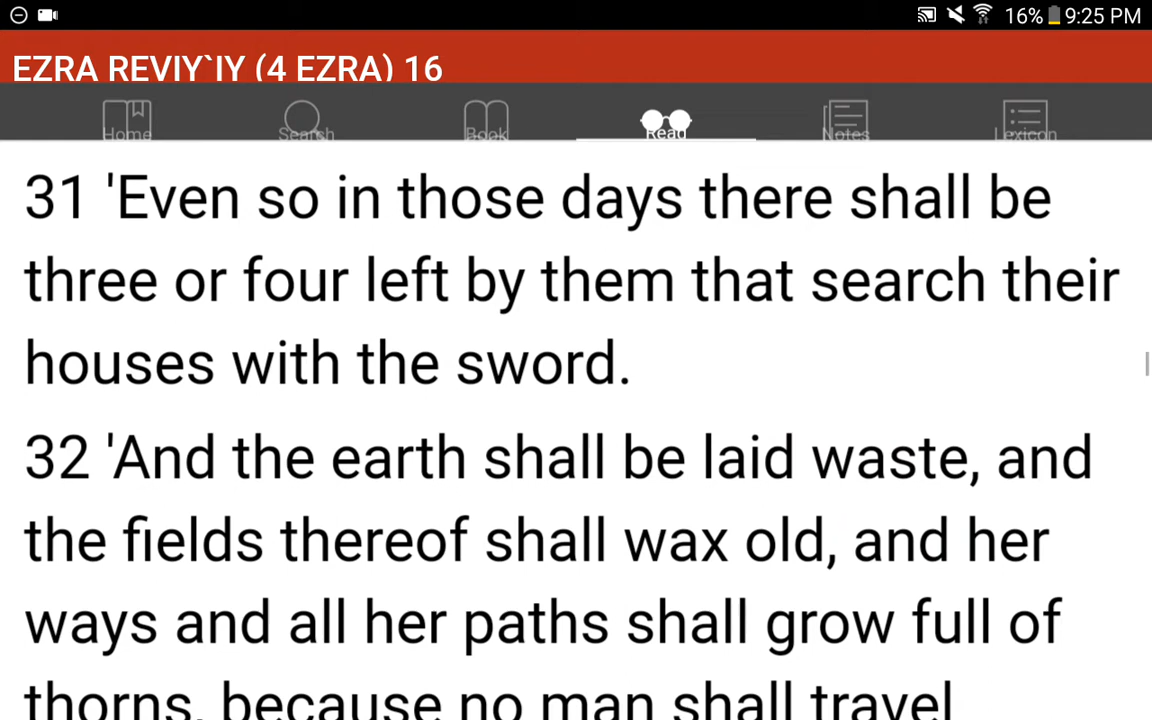 16% 9:25 PM
EZRA REVIY`IY (4 EZRA) 16
Home Search Book Read Notes Lexicon
31 'Even so in those days there shall be
three or four left by them that search their
houses with the sword.
32 'And the earth shall be laid waste, and
the fields thereof shall wax old, and her
ways and all her paths shall grow full of
thorns, because no man shall travel